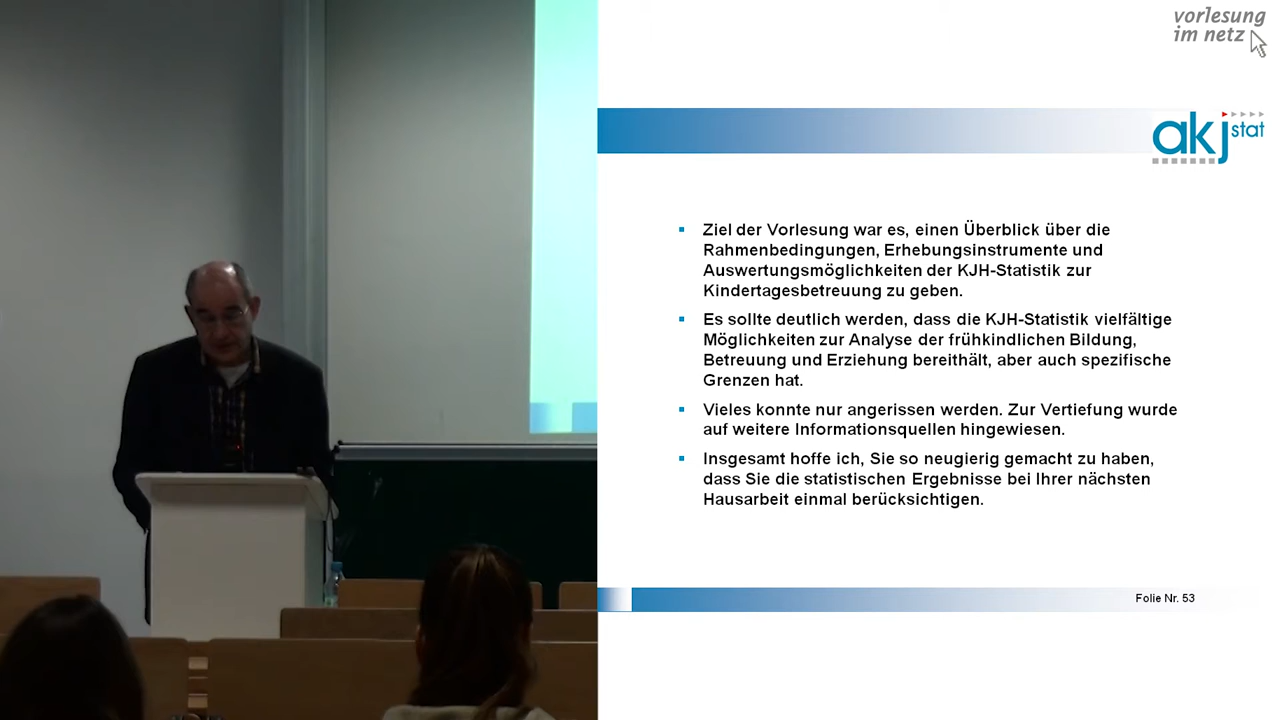 vorlesung
im netz
akj stat
Ziel der Vorlesung war es, einen Überblick über die
Rahmenbedingungen, Erhebungsinstrumente und
Auswertungsmöglichkeiten der KJH-Statistik zur
Kindertagesbetreuung zu geben.
Es sollte deutlich werden, dass die KJH-Statistik vielfältige
Möglichkeiten zur Analyse der frühkindlichen Bildung,
Betreuung und Erziehung bereithält, aber auch spezifische
Grenzen hat.
Vieles konnte nur angerissen werden. Zur Vertiefung wurde
auf weitere Informationsquellen hingewiesen.
Insgesamt hoffe ich, Sie so neugierig gemacht zu haben,
dass Sie die statistischen Ergebnisse bei Ihrer nächsten
Hausarbeit einmal berücksichtigen.
Folie Nr. 53